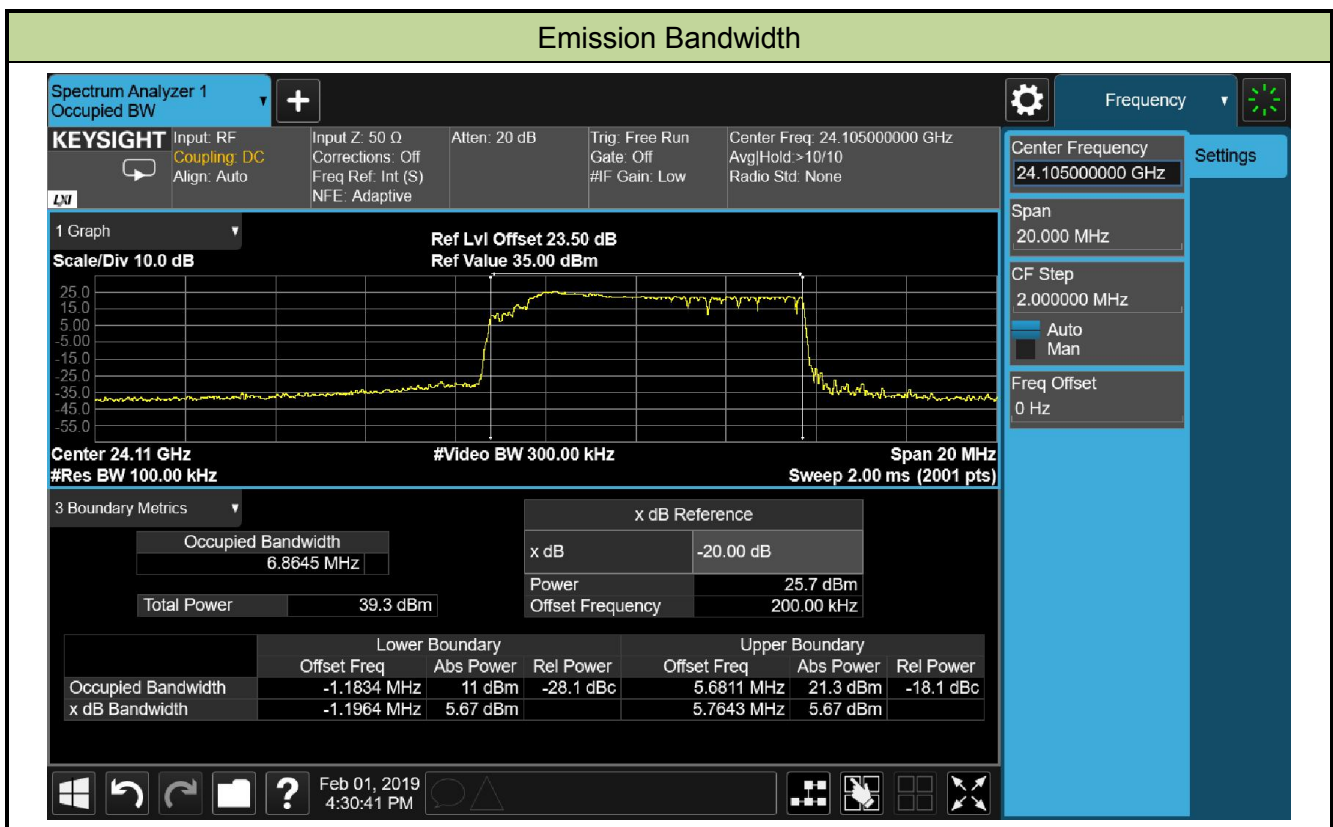 Emission Bandwidth
Spectrum Analyzer 1
Occupied BW
Frequency
KEYSIGHT
LXI
Input: RF
Coupling: DC
Align: Auto
Input Z: 50 Ω
Corrections: Off
Freq Ref: Int (S)
NFE: Adaptive
Atten: 20 dB
Trig: Free Run
Gate: Off
#IF Gain: Low
Center Freq: 24.105000000 GHz
Avg|Hold:>10/10
Radio Std: None
Center Frequency
24.105000000 GHz
Settings
Span
20.000 MHz
CF Step
2.000000 MHz
Auto
Man
Freq Offset
0 Hz
1 Graph
Ref Lvl Offset 23.50 dB
Scale/Div 10.0 dB Ref Value 35.00 dBm
25.0
15.0
5.00
-5.00
-15.0
-25.0
-35.0
-45.0
-55.0
Center 24.11 GHz #Video BW 300.00 kHz Span 20 MHz
#Res BW 100.00 kHz Sweep 2.00 ms (2001 pts)
3 Boundary Metrics
Occupied Bandwidth
6.8645 MHz
Total Power 39.3 dBm
x dB Reference
x dB -20.00 dB
Power 25.7 dBm
Offset Frequency 200.00 kHz
Lower Boundary Upper Boundary
Offset Freq Abs Power Rel Power Offset Freq Abs Power Rel Power
Occupied Bandwidth -1.1834 MHz 11 dBm -28.1 dBc 5.6811 MHz 21.3 dBm -18.1 dBc
x dB Bandwidth -1.1964 MHz 5.67 dBm 5.7643 MHz 5.67 dBm
?
Feb 01, 2019
4:30:41 PM